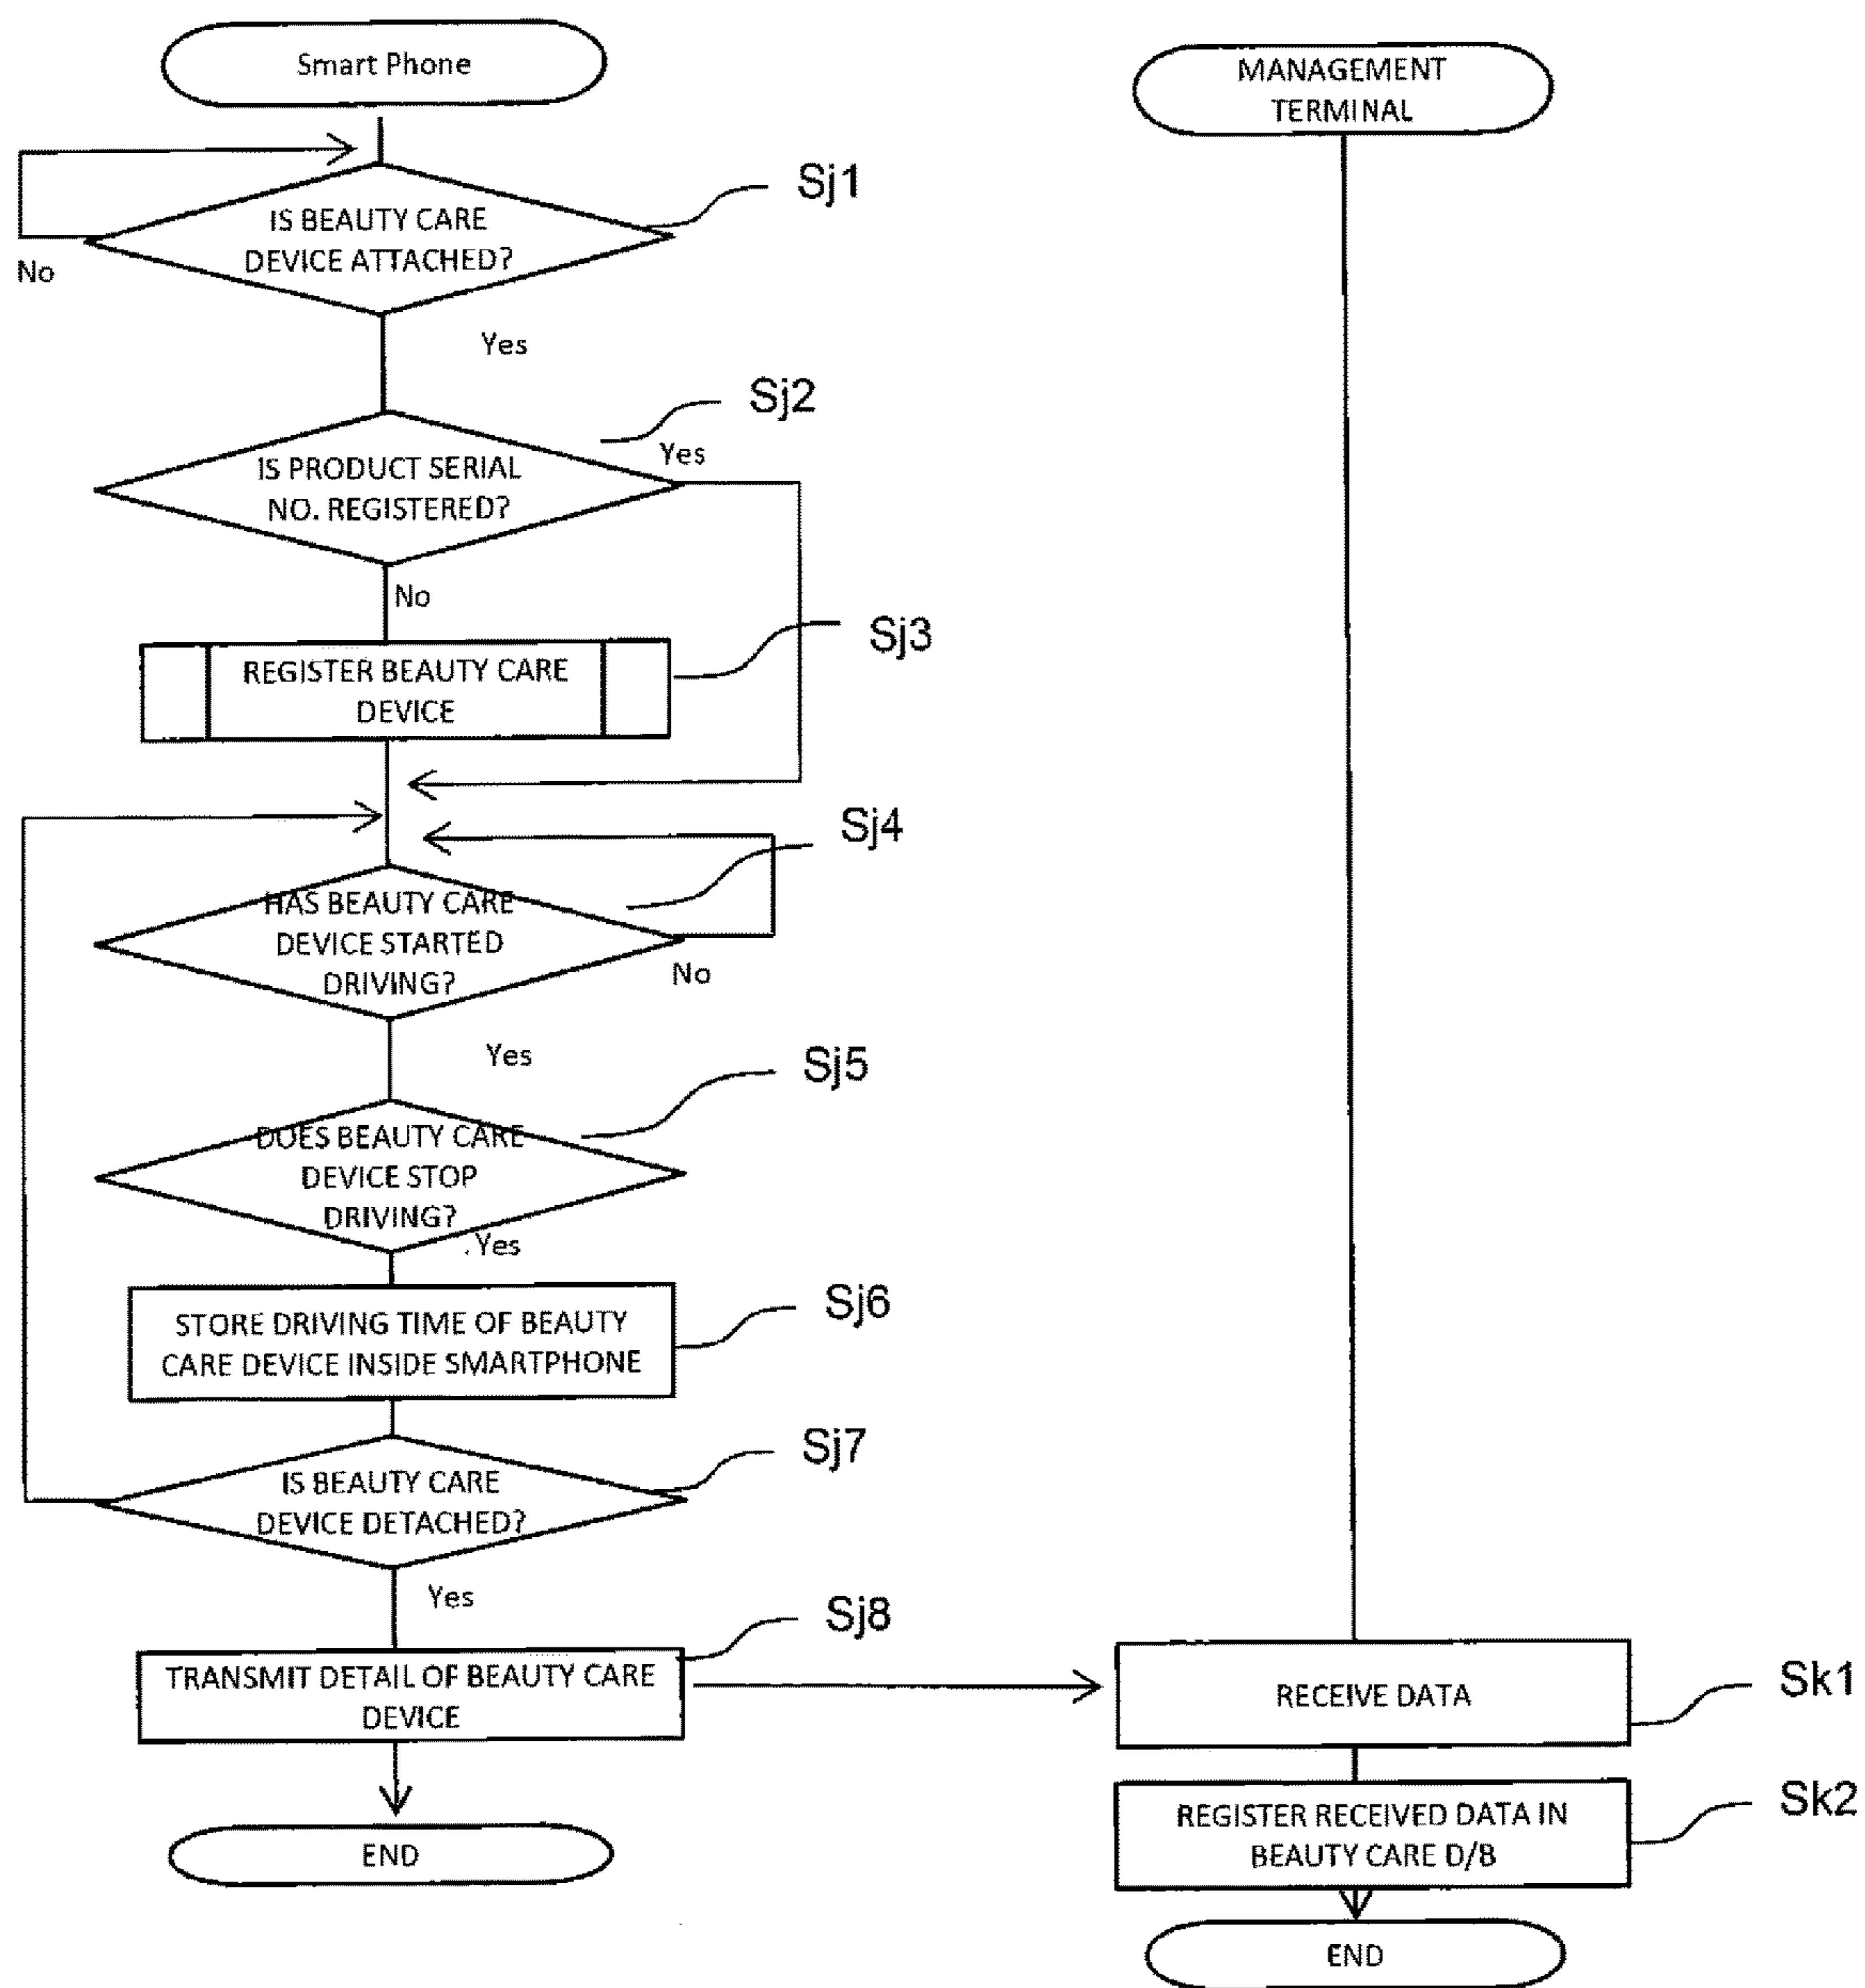 Smart Phone
MANAGEMENT
TERMINAL
Sj1
IS BEAUTY CARE
DEVICE ATTACHED?
No
Yes
Sj2
Yes
IS PRODUCT SERIAL
NO. REGISTERED?
No
Sj3
REGISTER BEAUTY CARE
DEVICE
Sj4
HAS BEAUTY CARE
DEVICE STARTED
DRIVING?
No
Yes
Sj5
DOES BEAUTY CARE
DEVICE STOP
DRIVING?
Yes
Sj6
STORE DRIVING TIME OF BEAUTY
CARE DEVICE INSIDE SMARTPHONE
Sj7
IS BEAUTY CARE
DEVICE DETACHED?
Yes
Sj8
TRANSMIT DETAIL OF BEAUTY CARE
DEVICE
RECEIVE DATA
Sk1
REGISTER RECEIVED DATA IN
BEAUTY CARE D/B
Sk2
END
END